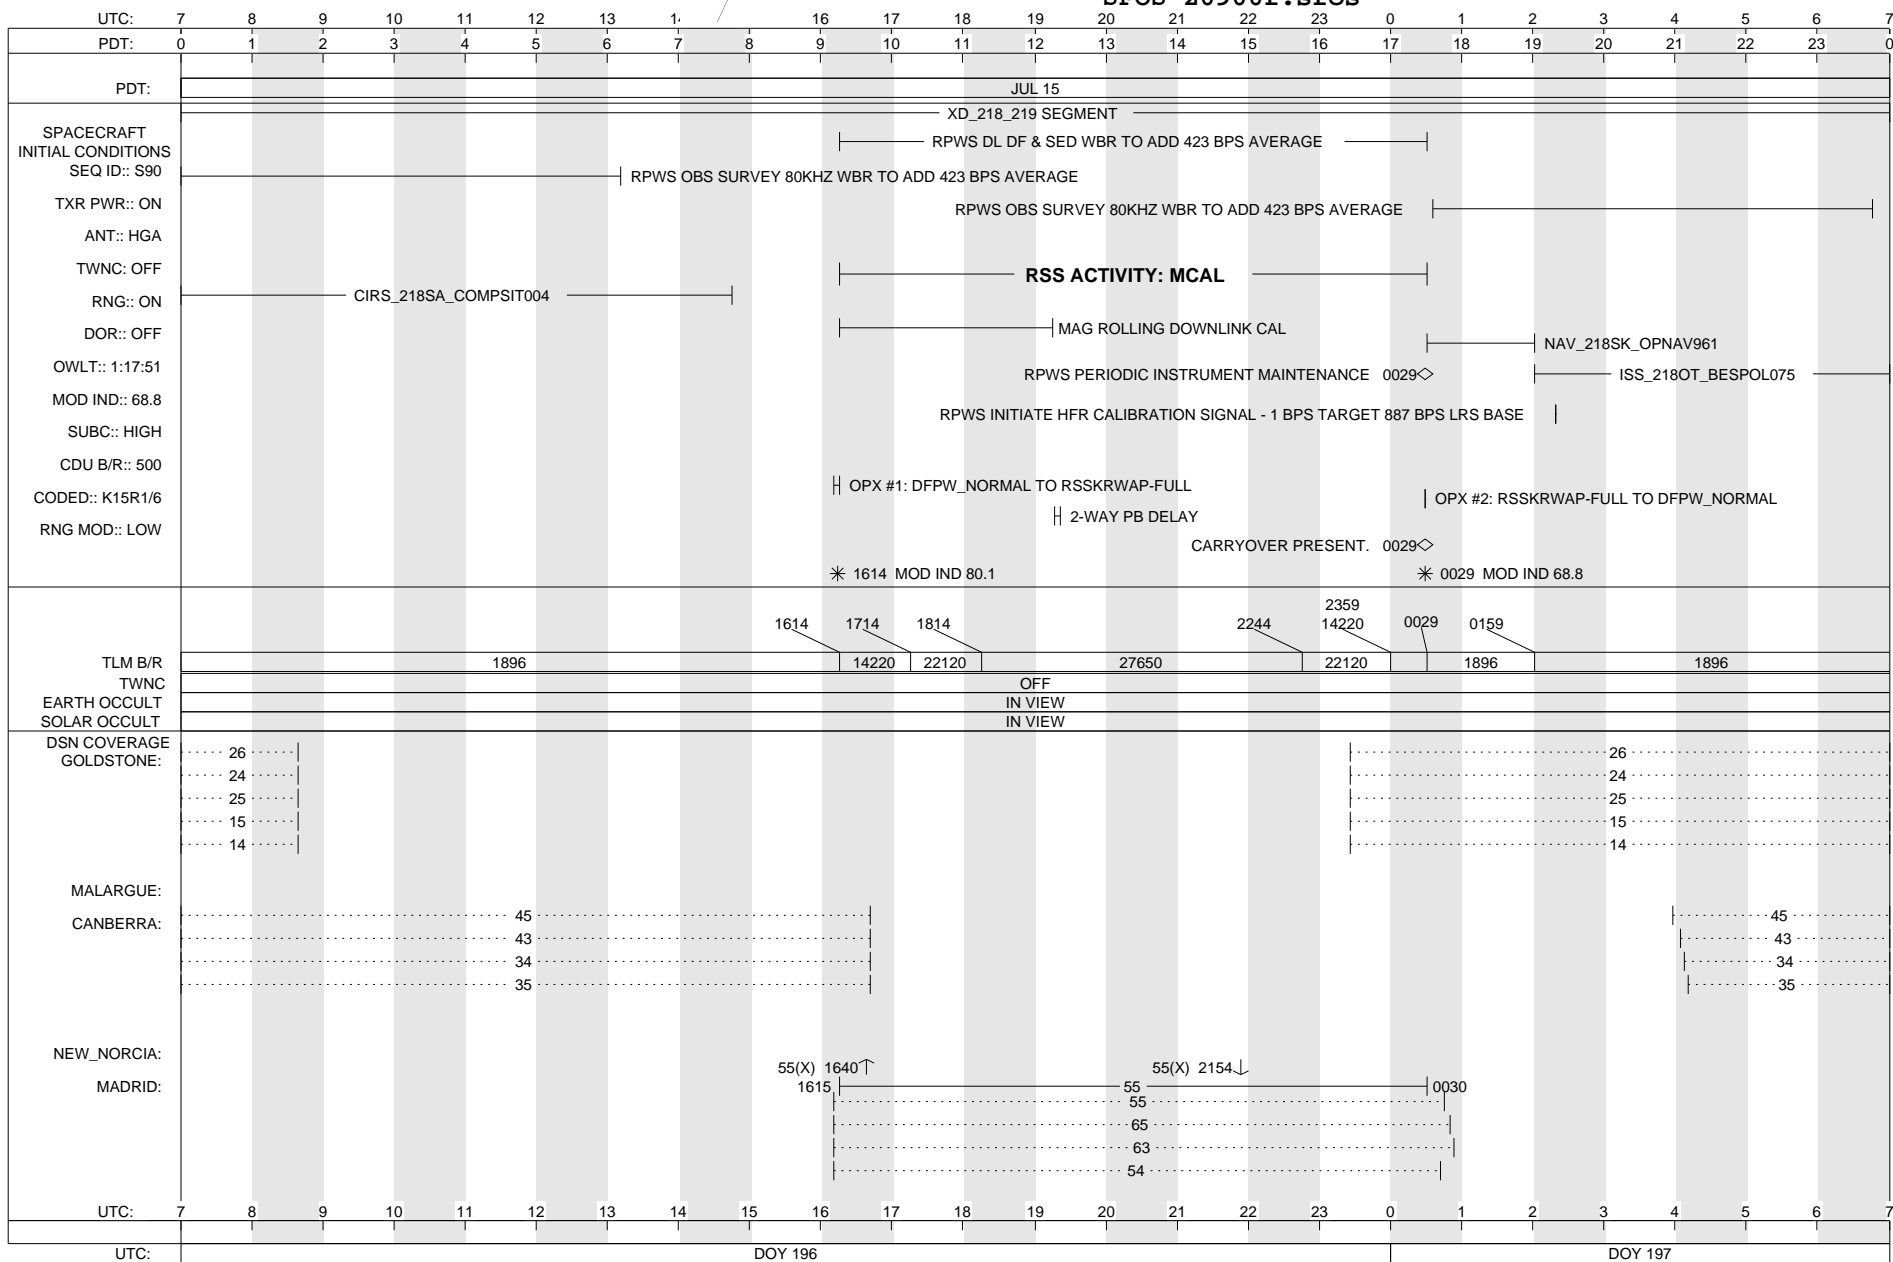 UTC: 7 8 9 10 11 12 13 16 17 18 19 20 21 22 23 0 1 2 3 4 5 6 7
PDT: 0 1 2 3 4 5 6 7 8 9 10 11 12 13 14 15 16 17 18 19 20 21 22 23 0
PDT: JUL 15
XD_218_219 SEGMENT
SPACECRAFT
INITIAL CONDITIONS
RPWS DL DF & SED WBR TO ADD 423 BPS AVERAGE
SEQ ID:: S90
RPWS OBS SURVEY 80KHZ WBR TO ADD 423 BPS AVERAGE
TXR PWR:: ON
RPWS OBS SURVEY 80KHZ WBR TO ADD 423 BPS AVERAGE
ANT:: HGA
TWNC: OFF
RSS ACTIVITY: MCAL
RNG:: ON
CIRS_218SA_COMPSIT004
DOR:: OFF
MAG ROLLING DOWNLINK CAL
NAV_218SK_OPNAV961
OWLT:: 1:17:51
RPWS PERIODIC INSTRUMENT MAINTENANCE 0029
ISS_218OT_BESPOL075
MOD IND:: 68.8
RPWS INITIATE HFR CALIBRATION SIGNAL - 1 BPS TARGET 887 BPS LRS BASE
SUBC:: HIGH
CDU B/R:: 500
OPX #1: DFPW_NORMAL TO RSSKRWAP-FULL
CODED:: K15R1/6
OPX #2: RSSKRWAP-FULL TO DFPW_NORMAL
2-WAY PB DELAY
RNG MOD:: LOW
CARRYOVER PRESENT. 0029
1614 MOD IND 80.1
0029 MOD IND 68.8
2359
1614 1714 1814 2244 14220 0029 0159
TLM B/R 1896 14220 22120 27650 22120 1896 1896
TWNC OFF
EARTH OCCULT IN VIEW
SOLAR OCCULT IN VIEW
DSN COVERAGE
GOLDSTONE:
26 26
24 24
25 25
15 15
14 14
MALARGUE:
CANBERRA:
45 45
43 43
34 34
35 35
NEW_NORCIA:
55(X) 1640 55(X) 2154
MADRID: 1615 55 0030
55
65
63
54
UTC: 7 8 9 10 11 12 13 14 15 16 17 18 19 20 21 22 23 0 1 2 3 4 5 6 7
UTC: DOY 196 DOY 197